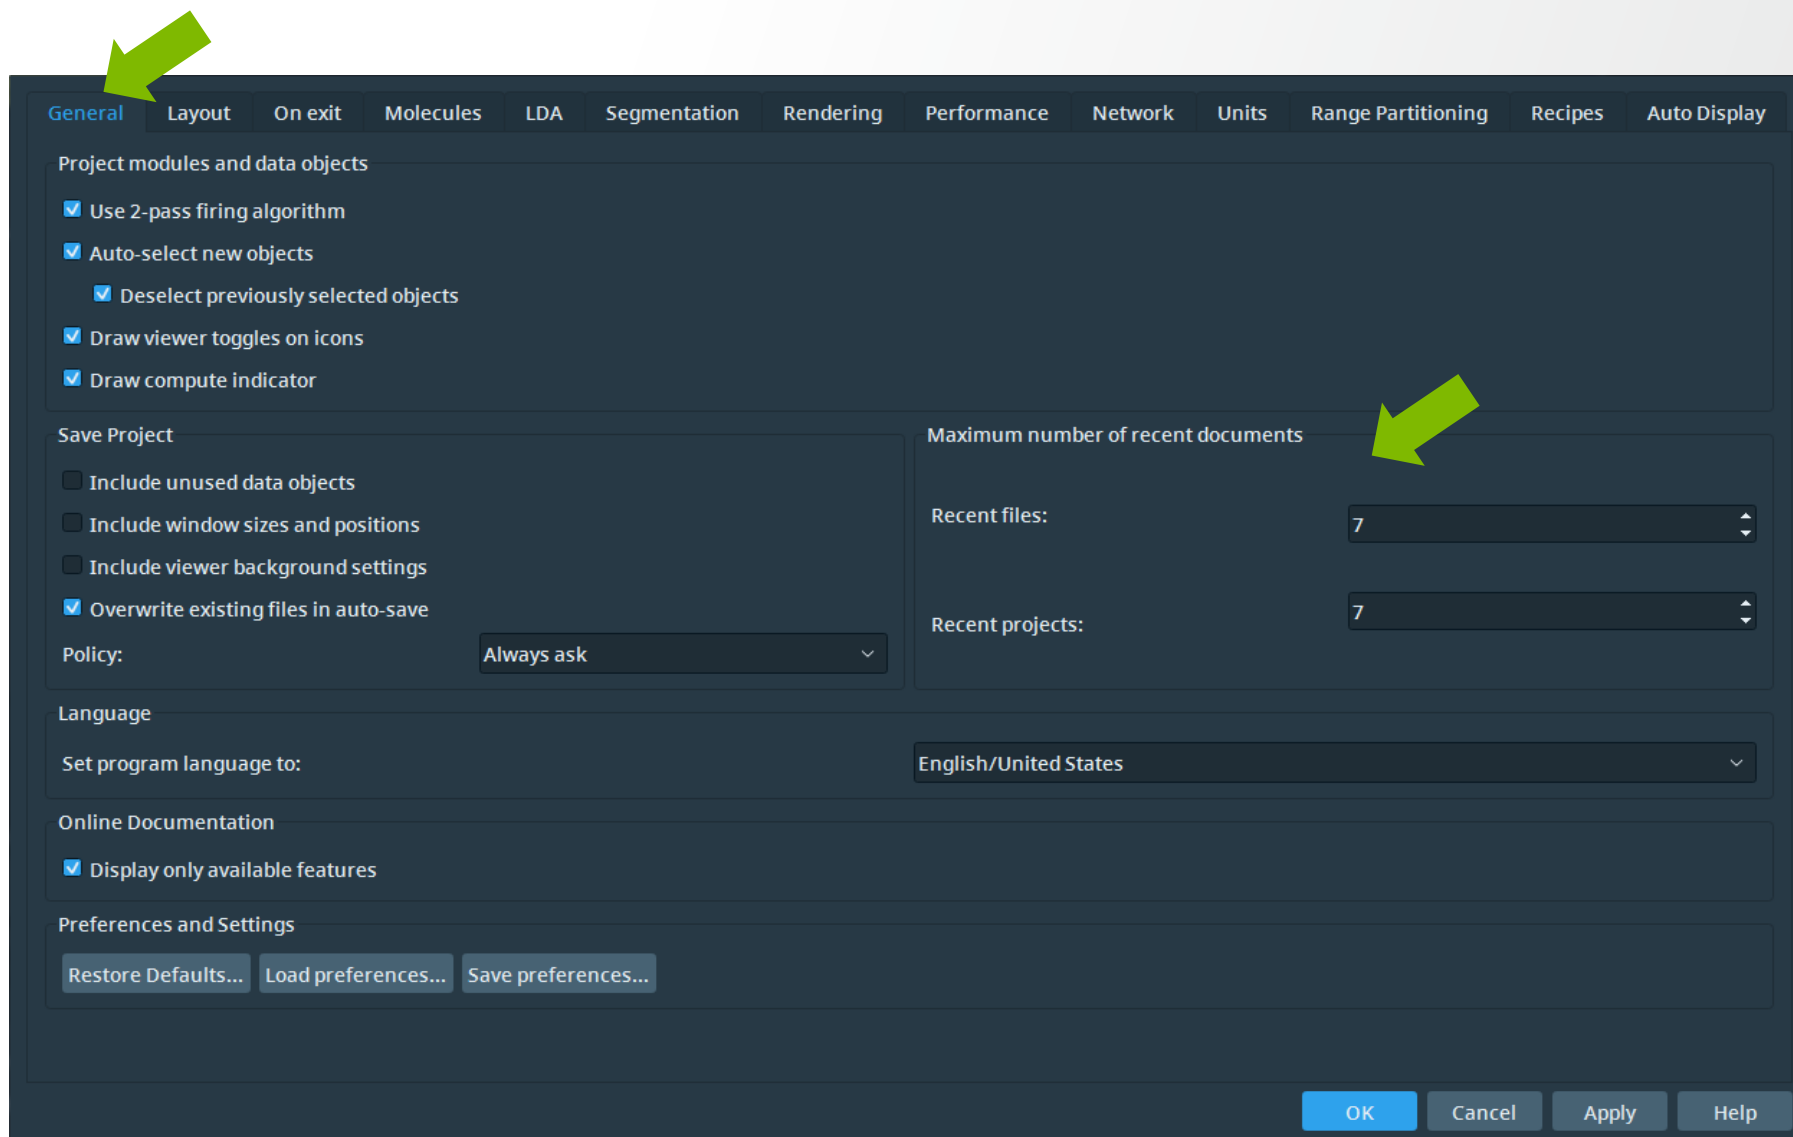 General Layout On exit Molecules LDA Segmentation Rendering Performance Network Units Range Partitioning Recipes Auto Display
Project modules and data objects
Use 2-pass firing algorithm
Auto-select new objects
Deselect previously selected objects
Draw viewer toggles on icons
Draw compute indicator
Save Project
Include unused data objects
Include window sizes and positions
Include viewer background settings
Overwrite existing files in auto-save
Policy: Always ask
Maximum number of recent documents
Recent files: 7
Recent projects: 7
Language
Set program language to: English/United States
Online Documentation
Display only available features
Preferences and Settings
Restore Defaults... Load preferences... Save preferences...
OK Cancel Apply Help